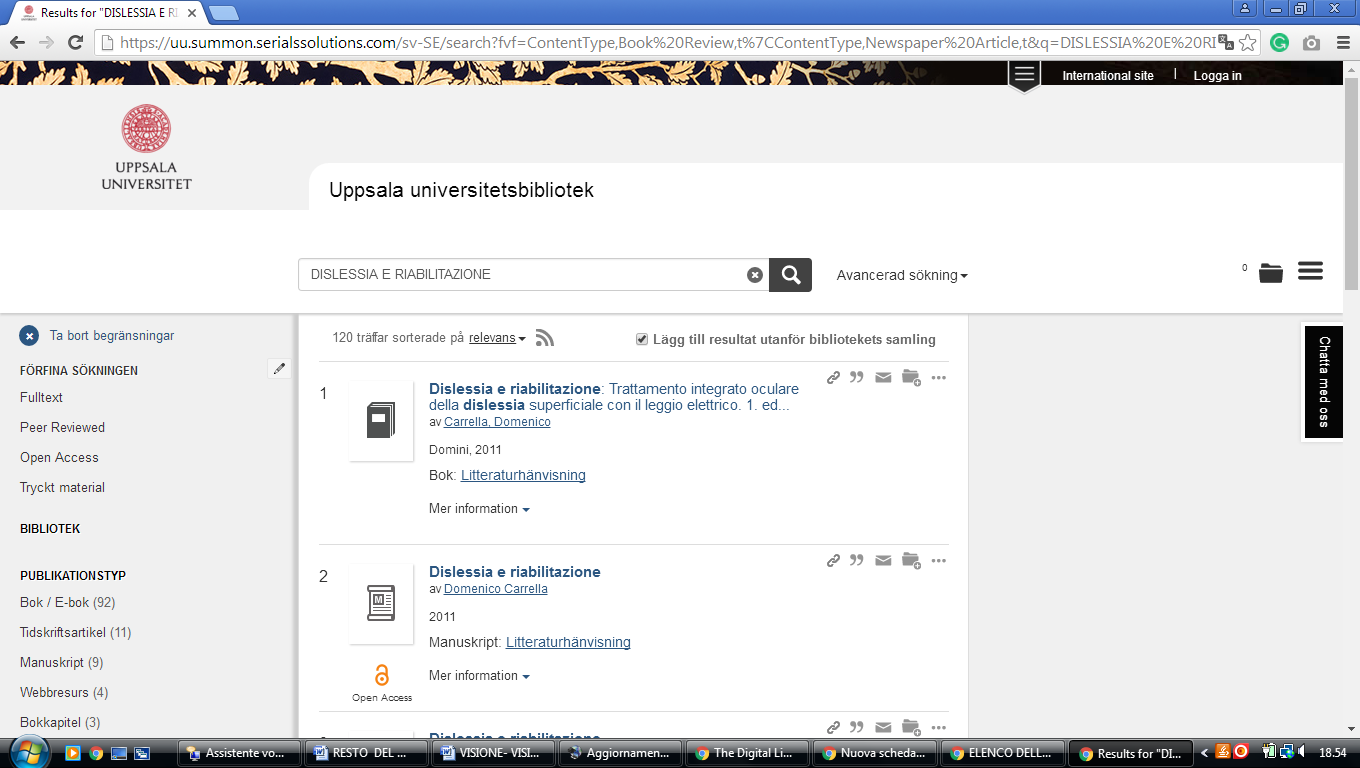 Results for "DISLESSIA E RI
https://uu.summon.serialssolutions.com/sv-SE/search?fvf=ContentType,Book%20Review,t%7CContentType,Newspaper%20Article,t&q=DISLESSIA%20E%20RI
International site | Logga in
UPPSALA
UNIVERSITET
Uppsala universitetsbibliotek
DISLESSIA E RIABILITAZIONE
Avancerad sökning
0
Ta bort begränsningar
FÖRFINA SÖKNINGEN
Fulltext
Peer Reviewed
Open Access
Tryckt material
BIBLIOTEK
PUBLIKATIONSTYP
Bok / E-bok (92)
Tidskriftsartikel (11)
Manuskript (9)
Webbresurs (4)
Bokkapitel (3)
120 träffar sorterade på relevans
Lägg till resultat utanför bibliotekets samling
1
Dislessia e riabilitazione: Trattamento integrato oculare
della dislessia superficiale con il leggio elettrico. 1. ed...
av Carrella, Domenico
Domini, 2011
Bok: Litteraturhänvisning
Mer information
2
Dislessia e riabilitazione
av Domenico Carrella
2011
Manuskript: Litteraturhänvisning
Mer information
Open Access
Dislessia e riabilitazione
Chatta med oss
Assistente vo...
RESTO DEL ...
VISIONE- VISI...
Aggiornamen...
The Digital Li...
Nuova scheda...
ELENCO DELL...
Results for "DI...
18.54